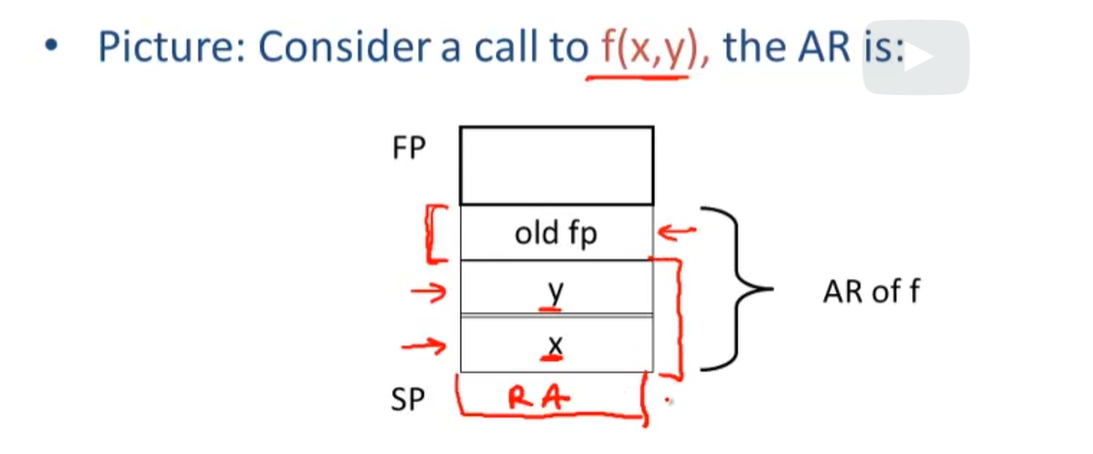 • Picture: Consider a call to f(x,y), the AR is:
FP
old fp
y
AR of f
x
SP
RA